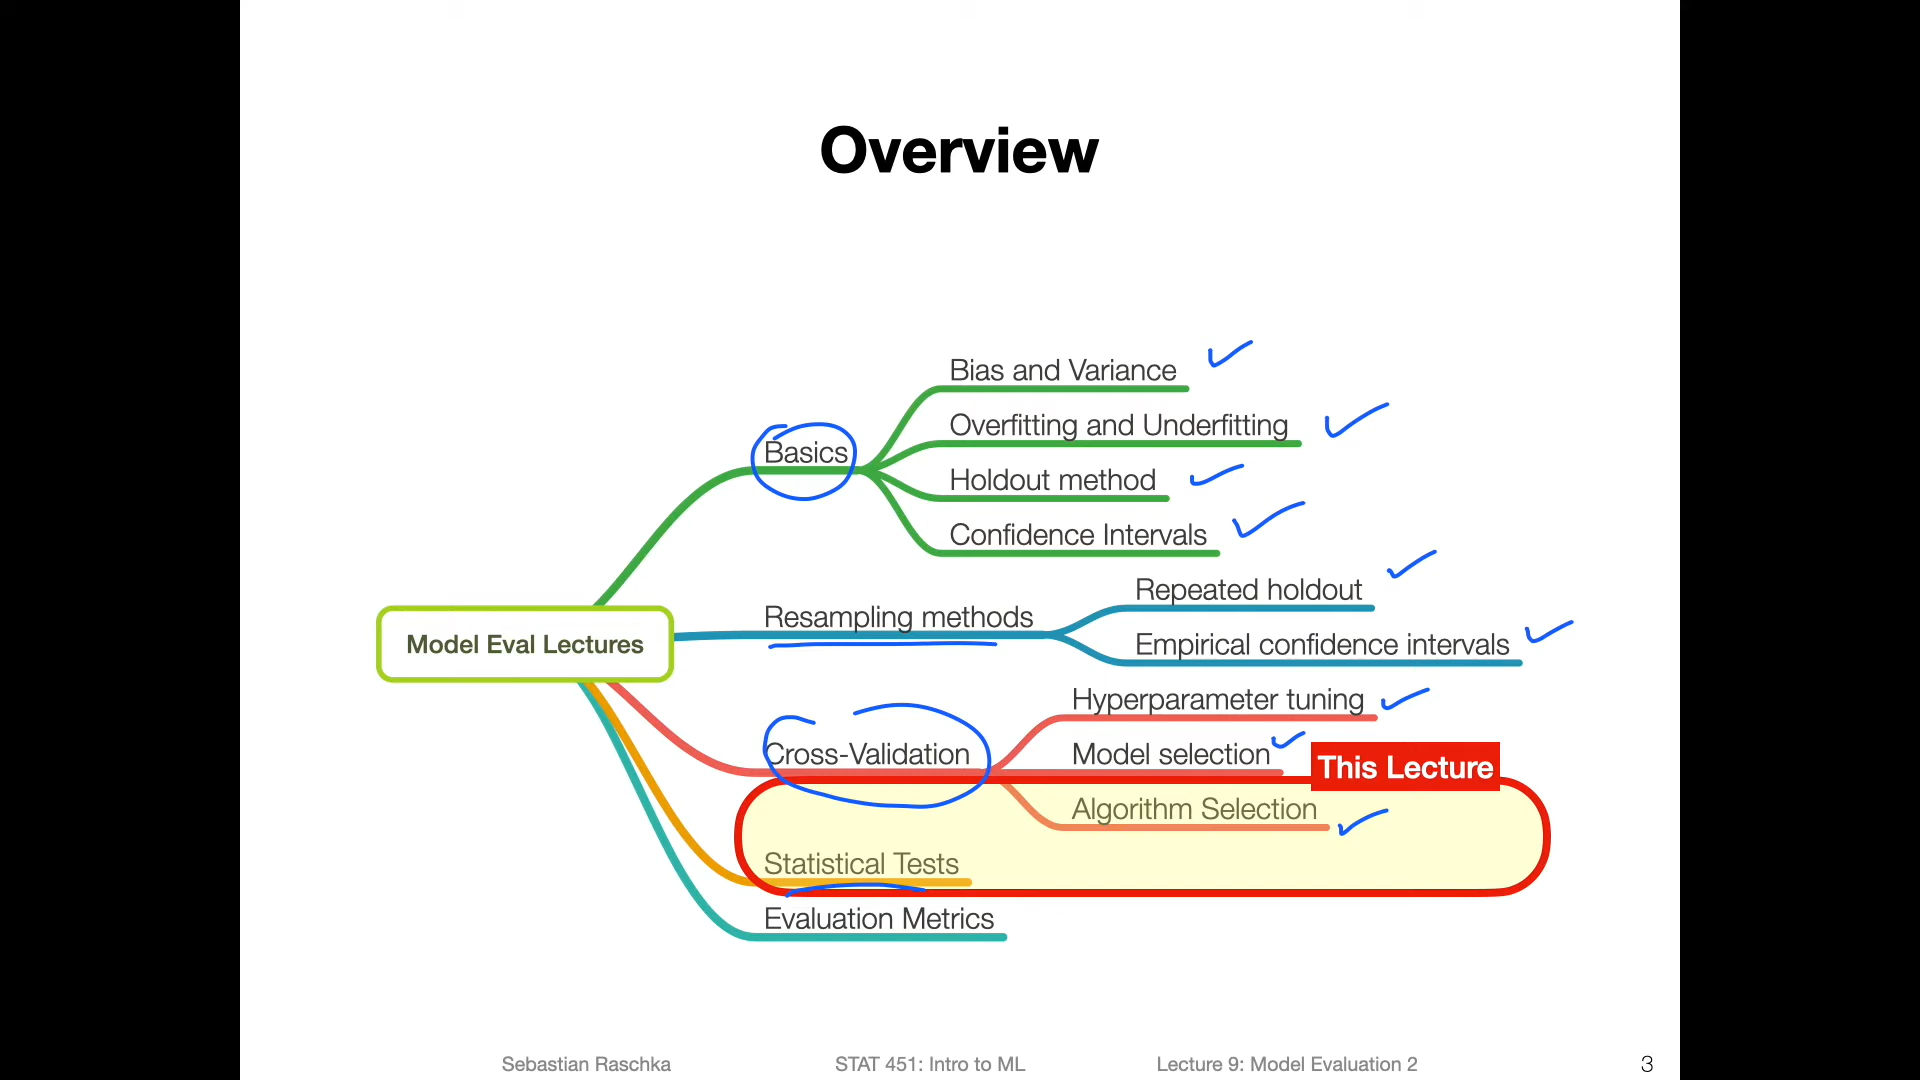 Overview
Bias and Variance
Overfitting and Underfitting
Basics
Holdout method
Confidence Intervals
Repeated holdout
Resampling methods
Model Eval Lectures
Empirical confidence intervals
Hyperparameter tuning
Cross-Validation
Model selection
This Lecture
Algorithm Selection
Statistical Tests
Evaluation Metrics
Sebastian Raschka
STAT 451: Intro to ML
Lecture 9: Model Evaluation 2
3